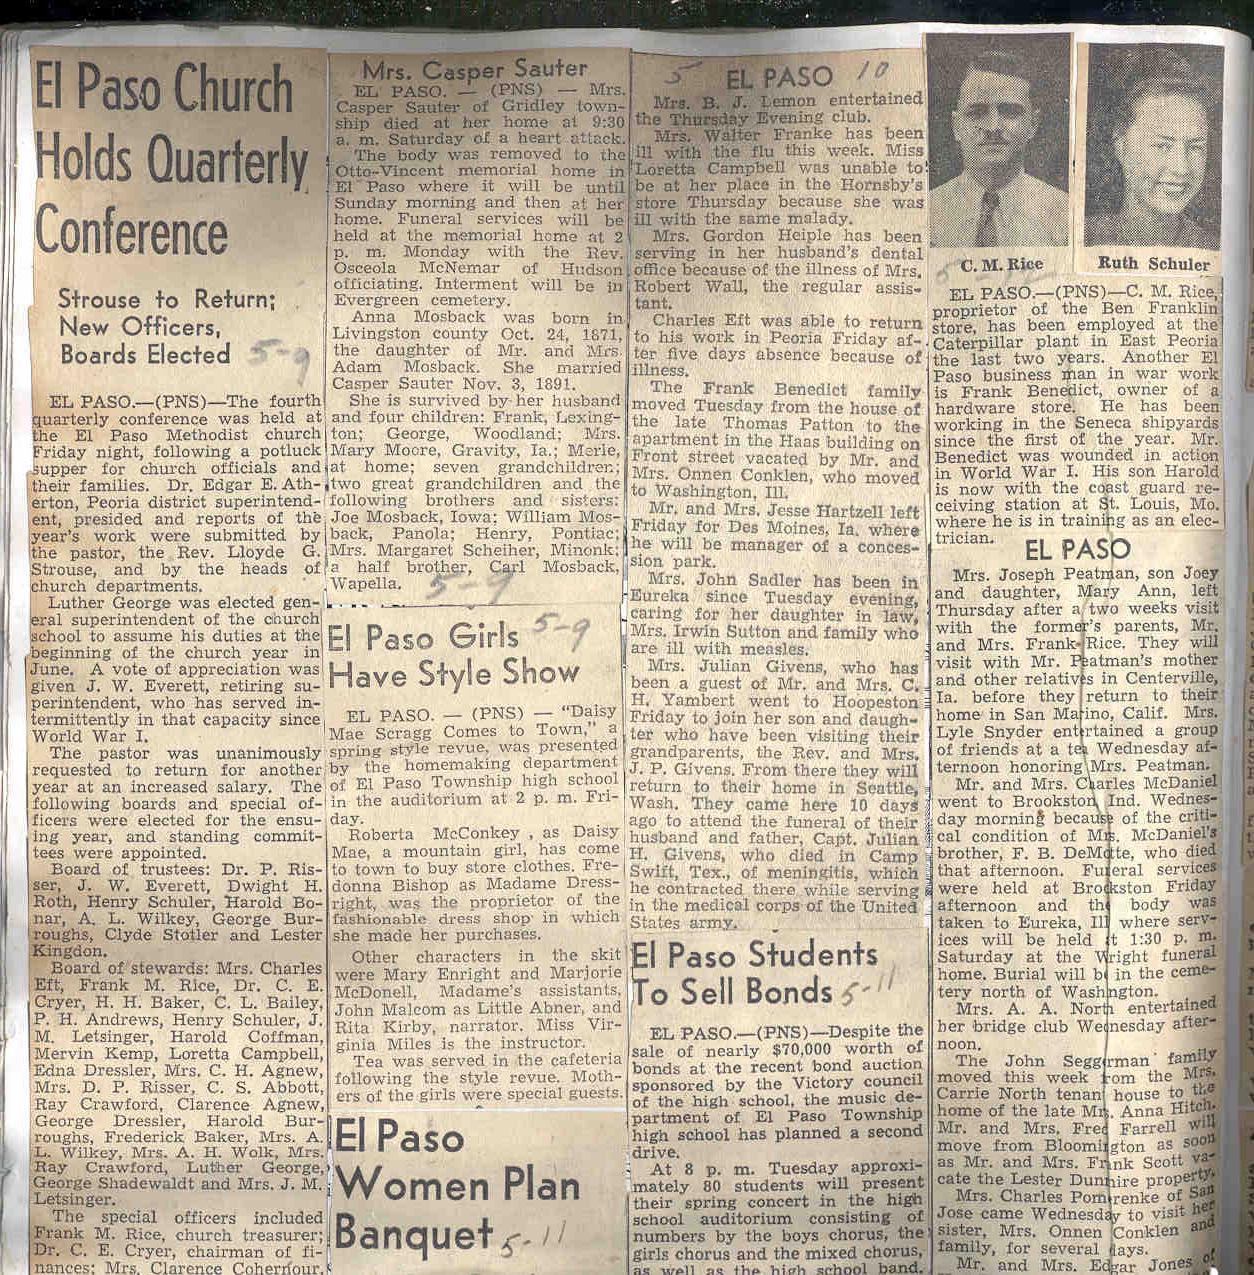 El Paso Church
Holds Quarterly
Conference
Strouse to Return;
New Officers,
Boards Elected 5-9
EL PASO.—(PNS)—The fourth
quarterly conference was held at
the El Paso Methodist church
Friday night, following a potluck
supper for church officials and
their families. Dr. Edgar E. Ath-
erton, Peoria district superintend-
ent, presided and reports of the
year's work were submitted by
the pastor, the Rev. Lloyde G.
Strouse, and by the heads of
church departments.
Luther George was elected gen-
eral superintendent of the church
school to assume his duties at the
beginning of the church year in
June. A vote of appreciation was
given J. W. Everett, retiring su-
perintendent, who has served in-
termittently in that capacity since
World War I.
The pastor was unanimously
requested to return for another
year at an increased salary. The
following boards and special of-
ficers were elected for the ensu-
ing year, and standing commit-
tees were appointed.
Board of trustees: Dr. P. Ris-
ser, J. W. Everett, Dwight H.
Roth, Henry Schuler, Harold Bo-
nar, A. L. Wilkey, George Bur-
roughs, Clyde Stotler and Lester
Kingdon.
Board of stewards: Mrs. Charles
Eft, Frank M. Rice, Dr. C. E.
Cryer, H. H. Baker, C. L. Bailey,
P. H. Andrews, Henry Schuler, J.
M. Letsinger, Harold Coffman,
Mervin Kemp, Loretta Campbell,
Edna Dressler, Mrs. C. H. Agnew,
Mrs. D. P. Risser, C. S. Abbott,
Ray Crawford, Clarence Agnew,
George Dressler, Harold Bur-
roughs, Frederick Baker, Mrs. A.
L. Wilkey, Mrs. A. H. Wolk, Mrs.
Ray Crawford, Luther George,
George Shadewaldt and Mrs. J. M.
Letsinger.
The special officers included
Frank M. Rice, church treasurer;
Dr. C. E. Cryer, chairman of fi-
nances; Mrs. Clarence Cohernour,
Mrs. Casper Sauter
EL PASO. — (PNS) — Mrs.
Casper Sauter of Gridley town-
ship died at her home at 9:30
a. m. Saturday of a heart attack.
The body was removed to the
Otto-Vincent memorial home in
El Paso where it will be until
Sunday morning and then at her
home. Funeral services will be
held at the memorial home at 2
p. m. Monday with the Rev.
Osceola McNemar of Hudson
officiating. Interment will be in
Evergreen cemetery.
Anna Mosback was born in
Livingston county Oct. 24, 1871,
the daughter of Mr. and Mrs.
Adam Mosback. She married
Casper Sauter Nov. 3, 1891.
She is survived by her husband
and four children: Frank, Lexing-
ton; George, Woodland; Mrs.
Mary Moore, Gravity, Ia.; Merle,
at home; seven grandchildren;
two great grandchildren and the
following brothers and sisters:
Joe Mosback, Iowa; William Mos-
back, Panola; Henry, Pontiac;
Mrs. Margaret Scheiher, Minonk;
a half brother, Carl Mosback,
Wapella. 5-9
El Paso Girls 5-9
Have Style Show
EL PASO. — (PNS) — "Daisy
Mae Scragg Comes to Town," a
spring style revue, was presented
by the homemaking department
of El Paso Township high school
in the auditorium at 2 p. m. Fri-
day.
Roberta McConkey , as Daisy
Mae, a mountain girl, has come
to town to buy store clothes. Fre-
donna Bishop as Madame Dress-
right, was the proprietor of the
fashionable dress shop in which
she made her purchases.
Other characters in the skit
were Mary Enright and Marjorie
McDonell, Madame's assistants,
John Malcom as Little Abner, and
Rita Kirby, narrator. Miss Vir-
ginia Miles is the instructor.
Tea was served in the cafeteria
following the style revue. Moth-
ers of the girls were special guests.
El Paso
Women Plan
Banquet 5-11
5 EL PASO 10
Mrs. B. J. Lemon entertained
the Thursday Evening club.
Mrs. Walter Franke has been
ill with the flu this week. Miss
Loretta Campbell was unable to
be at her place in the Hornsby's
store Thursday because she was
ill with the same malady.
Mrs. Gordon Heiple has been
serving in her husband's dental
office because of the illness of Mrs.
Robert Wall, the regular assis-
tant.
Charles Eft was able to return
to his work in Peoria Friday af-
ter five days absence because of
illness.
The Frank Benedict family
moved Tuesday from the house of
the late Thomas Patton to the
apartment in the Haas building on
Front street vacated by Mr. and
Mrs. Onnen Conklen, who moved
to Washington, Ill.
Mr. and Mrs. Jesse Hartzell left
Friday for Des Moines, Ia. where
he will be manager of a conces-
sion park.
Mrs. John Sadler has been in
Eureka since Tuesday evening,
caring for her daughter in law,
Mrs. Irwin Sutton and family who
are ill with measles.
Mrs. Julian Givens, who has
been a guest of Mr. and Mrs. C.
H. Yambert went to Hoopeston
Friday to join her son and daugh-
ter who have been visiting their
grandparents, the Rev. and Mrs.
J. P. Givens. From there they will
return to their home in Seattle,
Wash. They came here 10 days
ago to attend the funeral of their
husband and father, Capt. Julian
H. Givens, who died in Camp
Swift, Tex., of meningitis, which
he contracted there while serving
in the medical corps of the United
States army.
El Paso Students
To Sell Bonds 5-11
EL PASO.—(PNS)—Despite the
sale of nearly $70,000 worth of
bonds at the recent bond auction
sponsored by the Victory council
of the high school, the music de-
partment of El Paso Township
high school has planned a second
drive.
At 8 p. m. Tuesday approxi-
mately 80 students will present
their spring concert in the high
school auditorium consisting of
numbers by the boys chorus, the
girls chorus and the mixed chorus,
as well as the high school band.
C. M. Rice
Ruth Schuler
EL PASO.—(PNS)—C. M. Rice,
proprietor of the Ben Franklin
store, has been employed at the
Caterpillar plant in East Peoria
the last two years. Another El
Paso business man in war work
is Frank Benedict, owner of a
hardware store. He has been
working in the Seneca shipyards
since the first of the year. Mr.
Benedict was wounded in action
in World War I. His son Harold
is now with the coast guard re-
ceiving station at St. Louis, Mo.
where he is in training as an elec-
trician.
EL PASO
Mrs. Joseph Peatman, son Joey
and daughter, Mary Ann, left
Thursday after a two weeks visit
with the former's parents, Mr.
and Mrs. Frank Rice. They will
visit with Mr. Peatman's mother
and other relatives in Centerville,
Ia. before they return to their
home in San Marino, Calif. Mrs.
Lyle Snyder entertained a group
of friends at a tea Wednesday af-
ternoon honoring Mrs. Peatman.
Mr. and Mrs. Charles McDaniel
went to Brookston, Ind. Wednes-
day morning because of the criti-
cal condition of Mrs. McDaniel's
brother, F. B. DeMotte, who died
that afternoon. Funeral services
were held at Brookston Friday
afternoon and the body was
taken to Eureka, Ill where serv-
ices will be held at 1:30 p. m.
Saturday at the Wright funeral
home. Burial will be in the ceme-
tery north of Washington.
Mrs. A. A. North entertained
her bridge club Wednesday after-
noon.
The John Seggerman family
moved this week from the Mrs.
Carrie North tenant house to the
home of the late Mrs. Anna Hitch.
Mr. and Mrs. Fred Farrell will
move from Bloomington as soon
as Mr. and Mrs. Frank Scott va-
cate the Lester Dunmire property.
Mrs. Charles Pomrenke of San
Jose came Wednesday to visit her
sister, Mrs. Onnen Conklen and
family, for several days.
Mr. and Mrs. Edgar Jones of